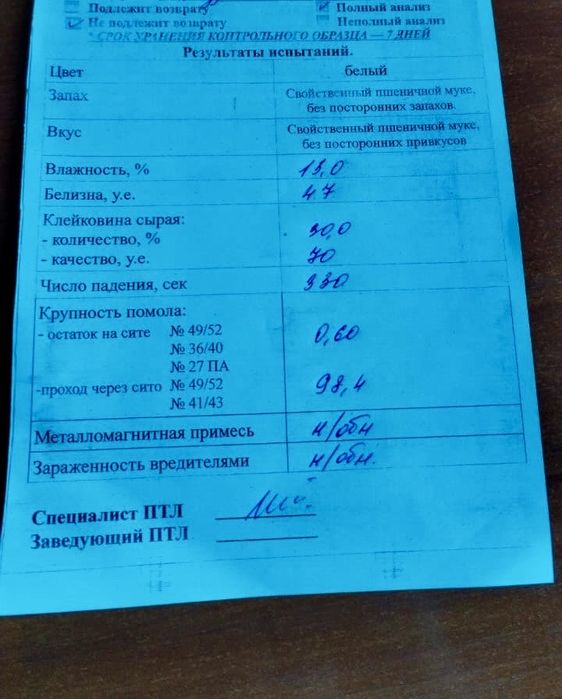 Подлежит возврату
Полный анализ
Не подлежит возврату
Неполный анализ
* СРОК ХРАНЕНИЯ КОНТРОЛЬНОГО ОБРАЗЦА — 7 ДНЕЙ
Результаты испытаний.
Цвет белый
Запах Свойственный пшеничной муке, без посторонних запахов.
Вкус Свойственный пшеничной муке, без посторонних привкусов
Влажность, %
Белизна, у.е. 47
Клейковина сырая:
- количество, % 30,0
- качество, у.е. 70
Число падения, сек 330
Крупность помола:
- остаток на сите № 49/52 0,60
№ 36/40
№ 27 ПА
-проход через сито № 49/52 98,4
№ 41/43
Металломагнитная примесь н/обн
Зараженность вредителями н/обн.
Специалист ПТЛ
Заведующий ПТЛ